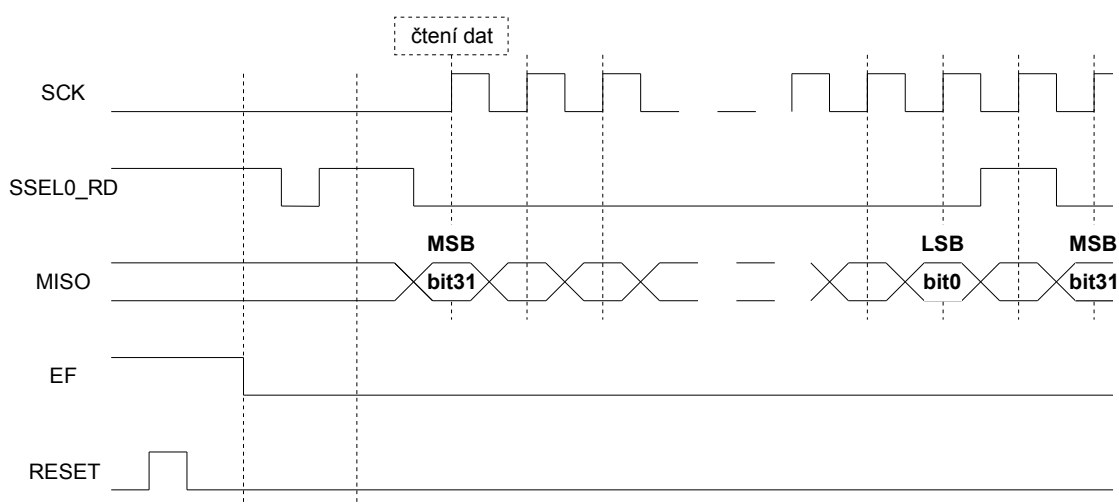 čtení dat
SCK
SSEL0_RD
MSB LSB MSB
MISO bit31 bit0 bit31
EF
RESET